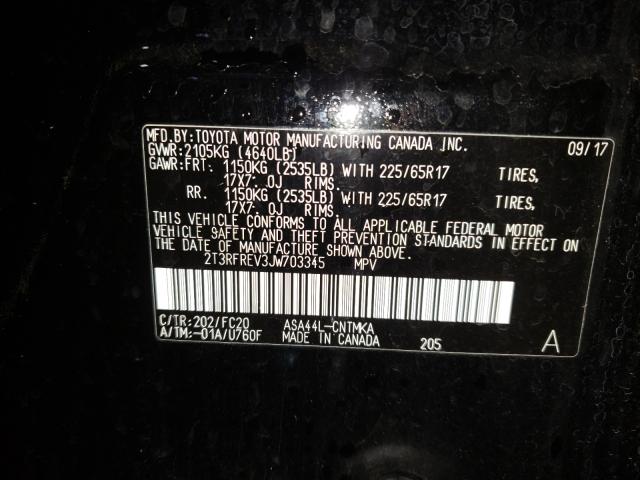 MFD.BY:TOYOTA MOTOR MANUFACTURING CANADA INC. 09/17
GVWR:2105KG (4640LB)
GAWR:FRT. 1150KG (2535LB) WITH 225/65R17 TIRES,
17X7. 0J RIMS.
RR. 1150KG (2535LB) WITH 225/65R17 TIRES,
17X7. 0J RIMS.
THIS VEHICLE CONFORMS TO ALL APPLICABLE FEDERAL MOTOR
VEHICLE SAFETY AND THEFT PREVENTION STANDARDS IN EFFECT ON
THE DATE OF MANUFACTURE SHOWN ABOVE.
2T3RFREV3JW703345 MPV
C/TR:202/FC20 ASA44L-CNTMKA
A/TM:-01A/U760F MADE IN CANADA 205 A